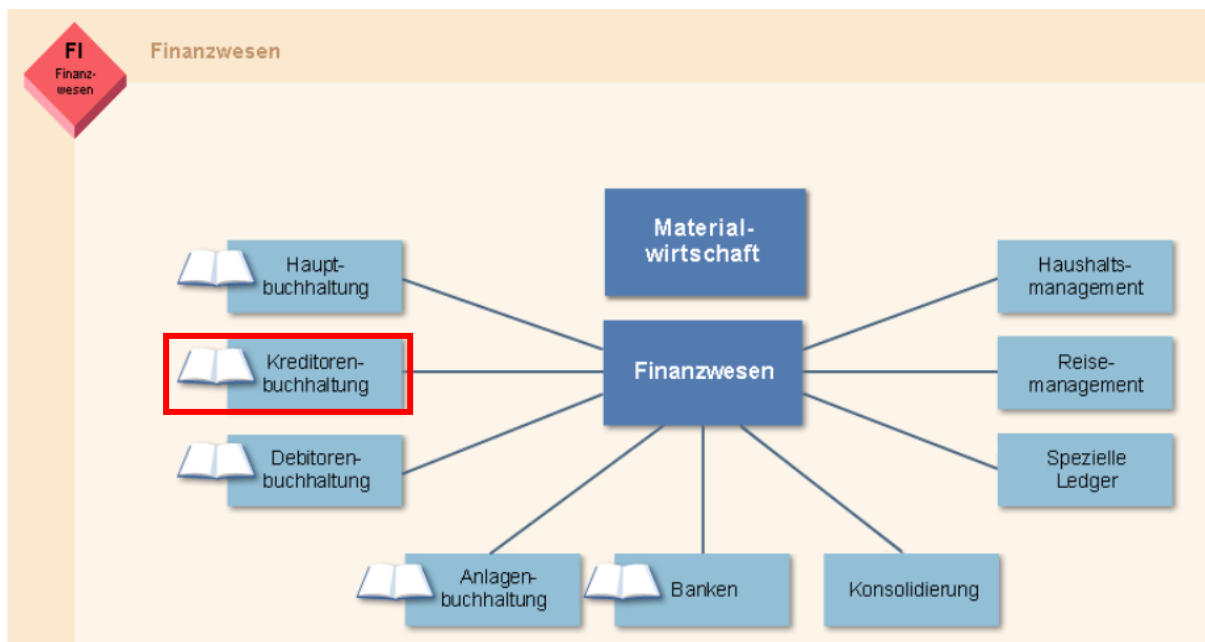 FI
Finanz-
wesen
Finanzwesen
Material-
wirtschaft
Haupt-
buchhaltung
Haushalts-
management
Kreditoren-
buchhaltung
Finanzwesen
Reise-
management
Debitoren-
buchhaltung
Spezielle
Ledger
Anlagen-
buchhaltung
Banken
Konsolidierung